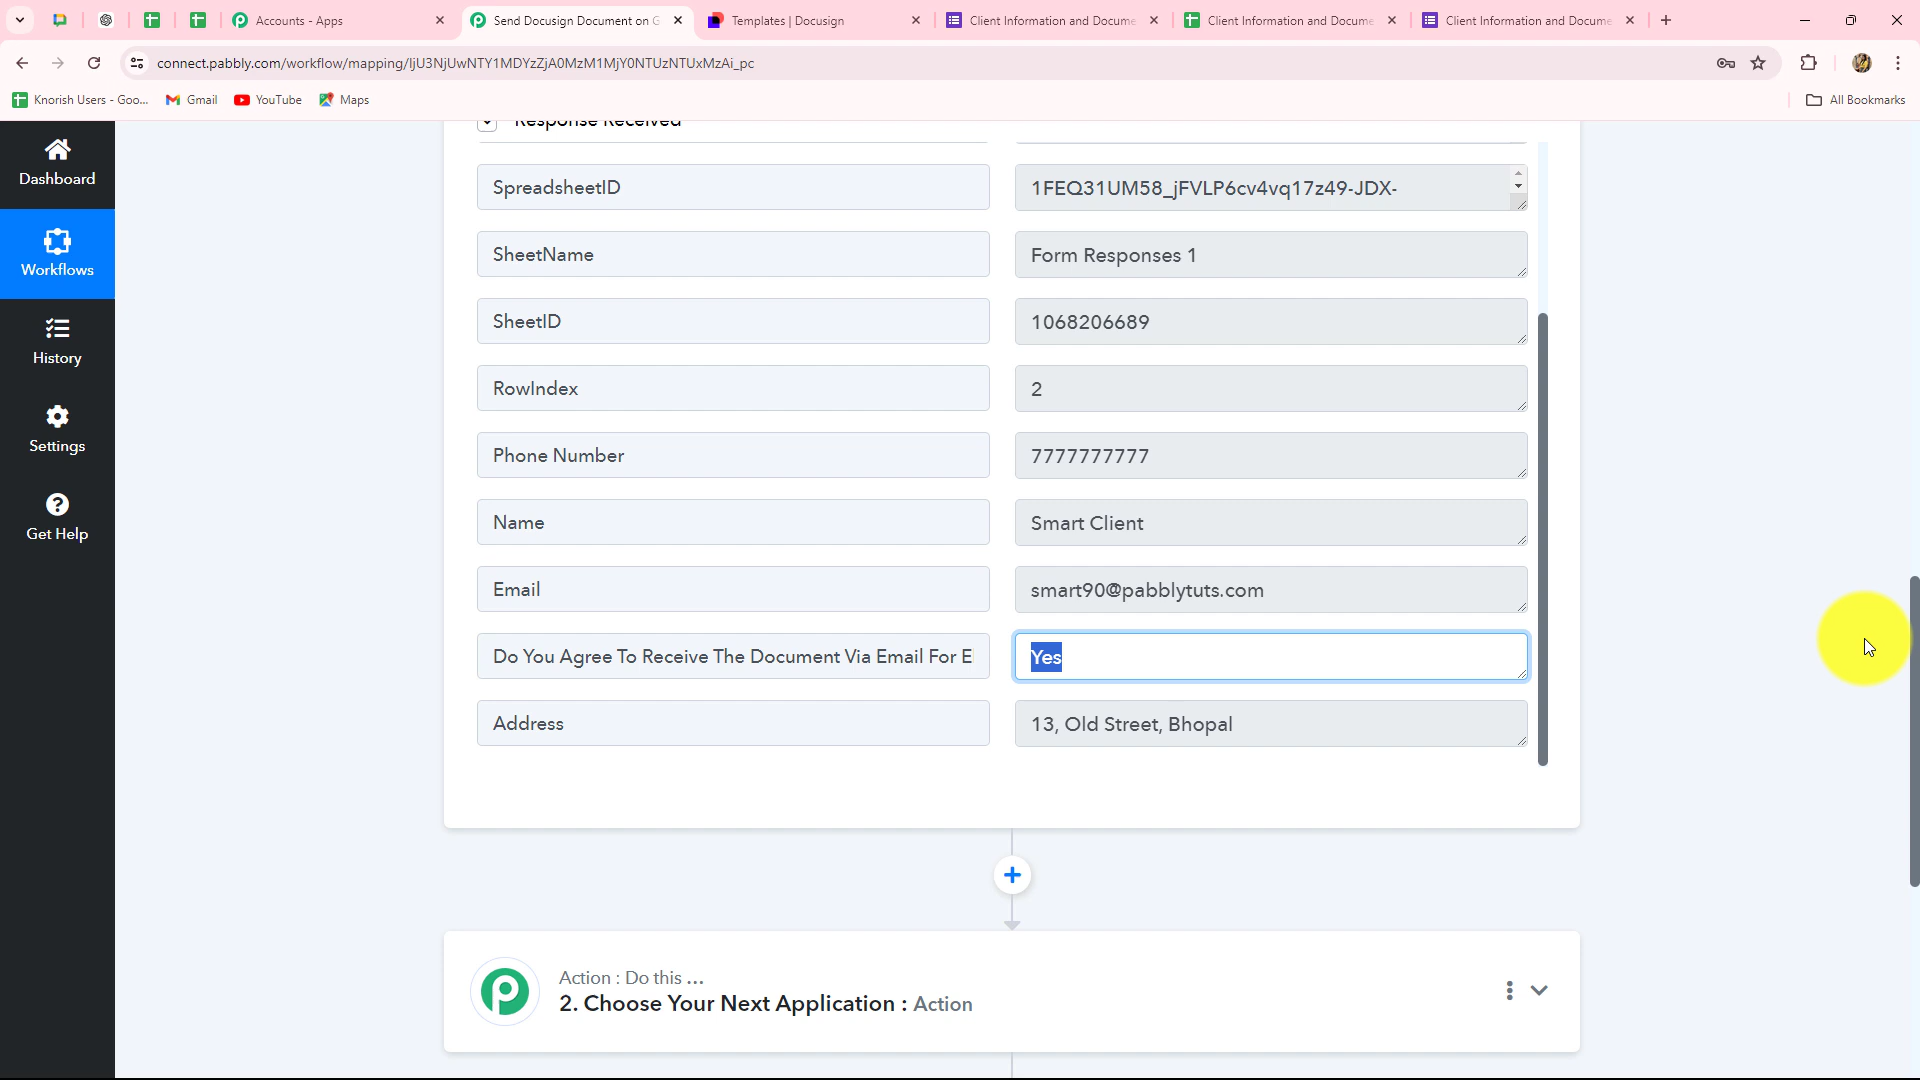 Accounts - Apps
Send Docusign Document on G
Templates | Docusign
Client Information and Docume
Client Information and Docume
Client Information and Docume
connect.pabbly.com/workflow/mapping/IjU3NjUwNTY1MDYzZjA0MzM1MjY0NTUzNTUxMzAi_pc
Knorish Users - Goo...
Gmail
YouTube
Maps
All Bookmarks
Dashboard
Workflows
History
Settings
Get Help
Response Received
SpreadsheetID
1FEQ31UM58_jFVLP6cv4vq17z49-JDX-
SheetName
Form Responses 1
SheetID
1068206689
RowIndex
2
Phone Number
7777777777
Name
Smart Client
Email
smart90@pabblytuts.com
Do You Agree To Receive The Document Via Email For E
Yes
Address
13, Old Street, Bhopal
Action : Do this ...
2. Choose Your Next Application : Action